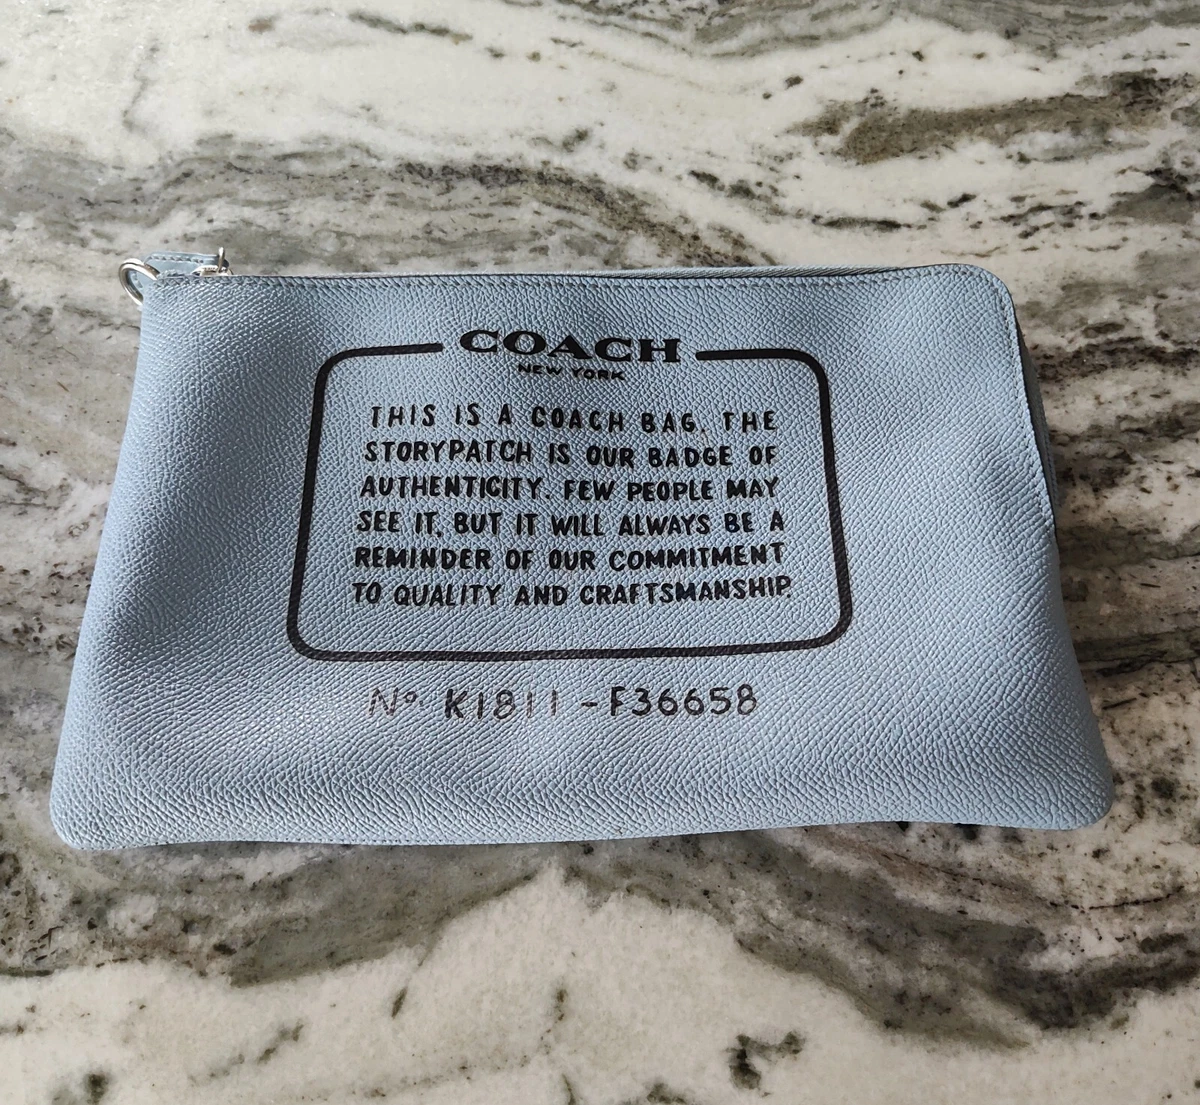 COACH
NEW YORK
THIS IS A COACH BAG. THE
STORYPATCH IS OUR BADGE OF
AUTHENTICITY. FEW PEOPLE MAY
SEE IT, BUT IT WILL ALWAYS BE A
REMINDER OF OUR COMMITMENT
TO QUALITY AND CRAFTSMANSHIP.
Nº K1811-F36658